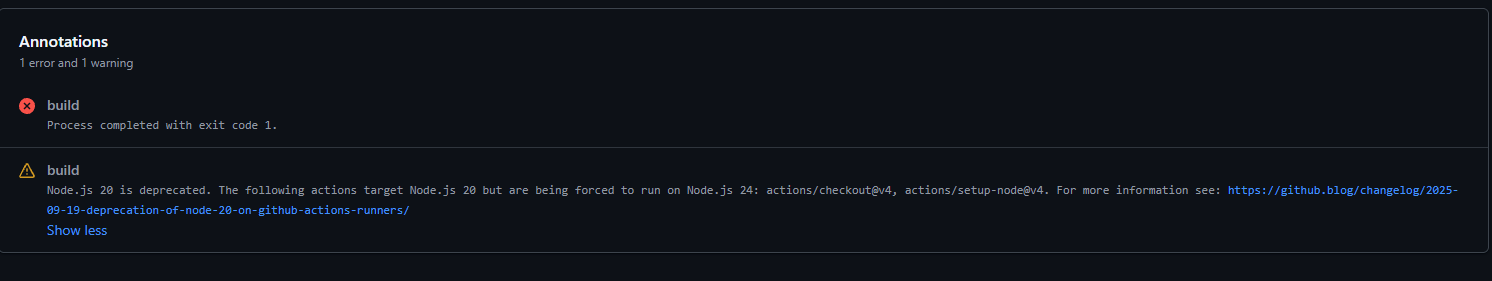 Annotations
1 error and 1 warning
build
Process completed with exit code 1.
build
Node.js 20 is deprecated. The following actions target Node.js 20 but are being forced to run on Node.js 24: actions/checkout@v4, actions/setup-node@v4. For more information see: https://github.blog/changelog/2025-
09-19-deprecation-of-node-20-on-github-actions-runners/
Show less